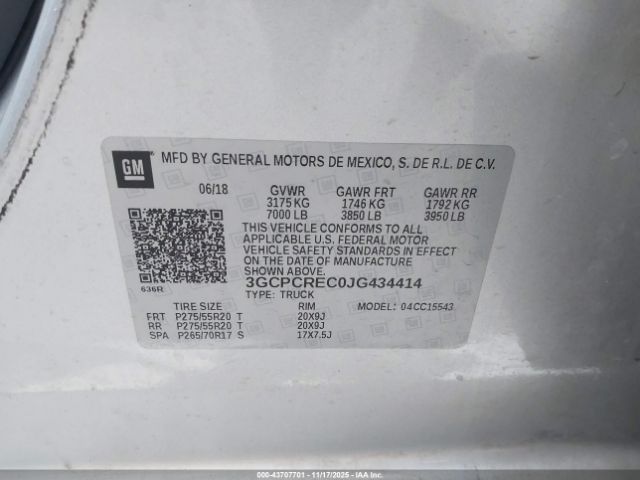 GM MFD BY GENERAL MOTORS DE MEXICO, S. DE R.L. DE C.V.
06/18 GVWR GAWR FRT GAWR RR
3175 KG 1746 KG 1792 KG
7000 LB 3850 LB 3950 LB
THIS VEHICLE CONFORMS TO ALL
APPLICABLE U.S. FEDERAL MOTOR
VEHICLE SAFETY STANDARDS IN EFFECT
ON THE DATE OF MANUFACTURE
SHOWN ABOVE.
3GCPCREC0JG434414
636R TYPE: TRUCK
TIRE SIZE RIM MODEL: 04CC15543
FRT P275/55R20 T 20X9J
RR P275/55R20 T 20X9J
SPA P265/70R17 S 17X7.5J
000-43707701 - 11/17/2025 - IAAI.COM